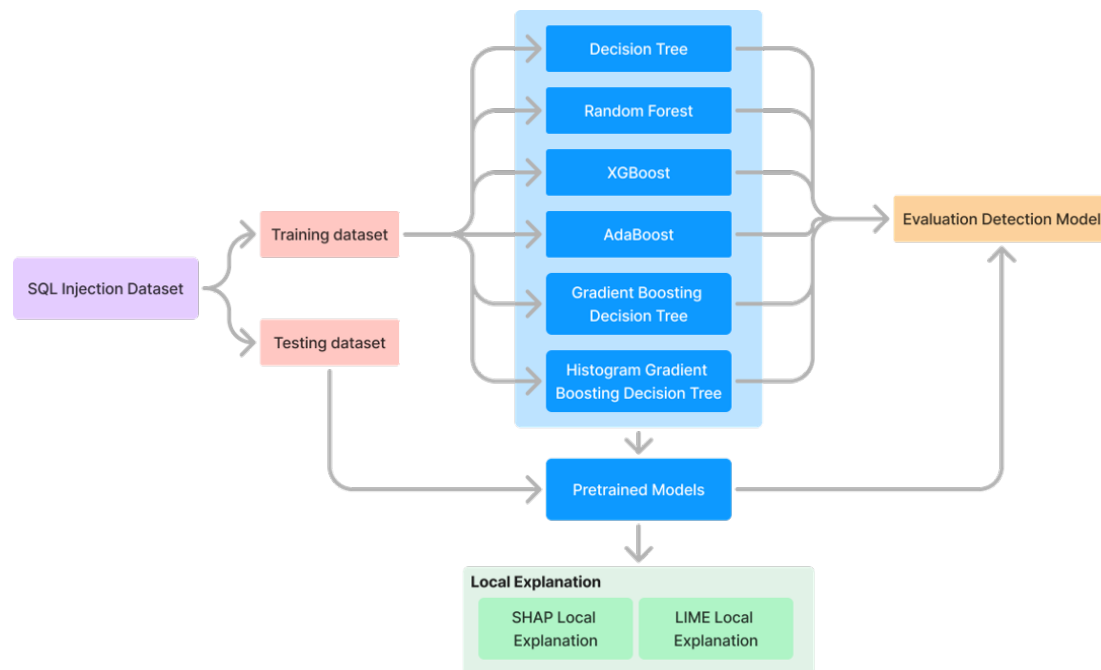 Decision Tree
Random Forest
XGBoost
AdaBoost
Gradient Boosting
Decision Tree
Histogram Gradient
Boosting Decision Tree
Training dataset
Testing dataset
SQL Injection Dataset
Evaluation Detection Model
Pretrained Models
Local Explanation
SHAP Local
Explanation
LIME Local
Explanation